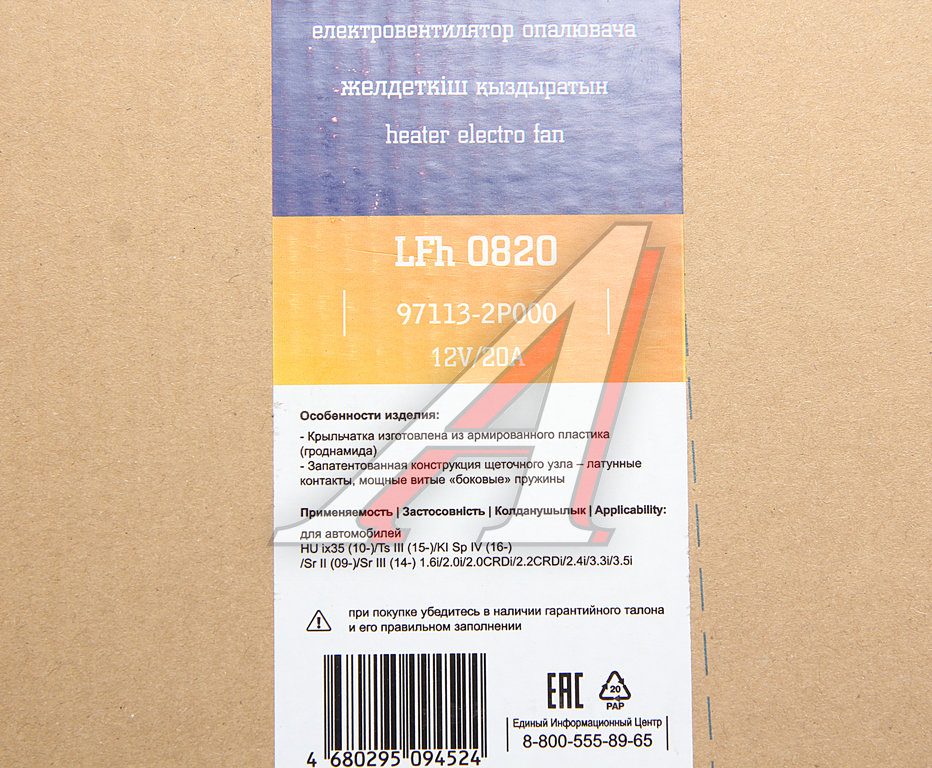 електровентилятор опалювача
желдеткіш қыздыратын
heater electro fan
LFh 0820
97113-2P000
12V/20A
Особенности изделия:
- Крыльчатка изготовлена из армированного пластика
(гроднамида)
- Запатентованная конструкция щеточного узла – латунные
контакты, мощные витые «боковые» пружины
Применяемость | Застосовність | Колданушылык | Applicability:
для автомобилей
HU ix35 (10-)/Ts III (15-)/KI Sp IV (16-)
/Sr II (09-)/Sr III (14-) 1.6i/2.0i/2.0CRDi/2.2CRDi/2.4i/3.3i/3.5i
при покупке убедитесь в наличии гарантийного талона
и его правильном заполнении
EAC
20
PAP
Единый Информационный Центр
8-800-555-89-65
4 680295 094524